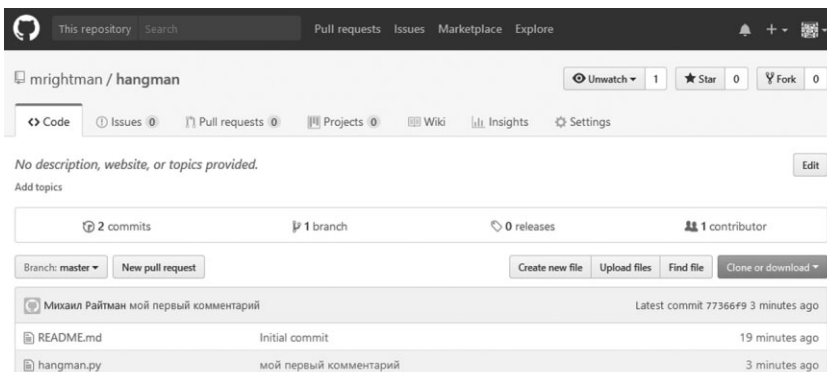 This repository Search Pull requests Issues Marketplace Explore
mrightman / hangman Unwatch 1 Star 0 Fork 0
Code Issues 0 Pull requests 0 Projects 0 Wiki Insights Settings
No description, website, or topics provided. Edit
Add topics
2 commits 1 branch 0 releases 1 contributor
Branch: master New pull request Create new file Upload files Find file Clone or download
Михаил Райтман мой первый комментарий Latest commit 77366f9 3 minutes ago
README.md Initial commit 19 minutes ago
hangman.py мой первый комментарий 3 minutes ago